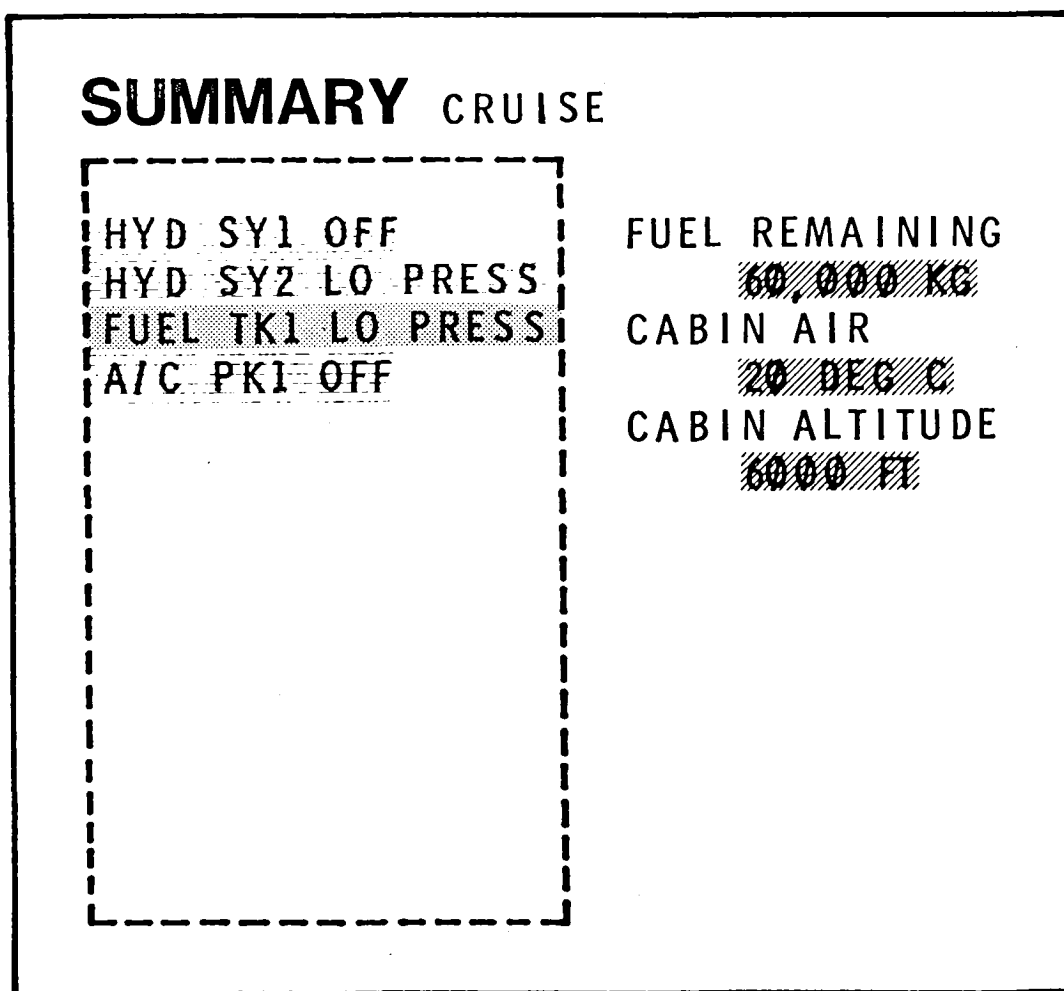 SUMMARY CRUISE
HYD SY1 OFF
HYD SY2 LO PRESS
FUEL TK1 LO PRESS
A/C PK1 OFF
FUEL REMAINING
60,000 KG
CABIN AIR
20 DEG C
CABIN ALTITUDE
6000 FT